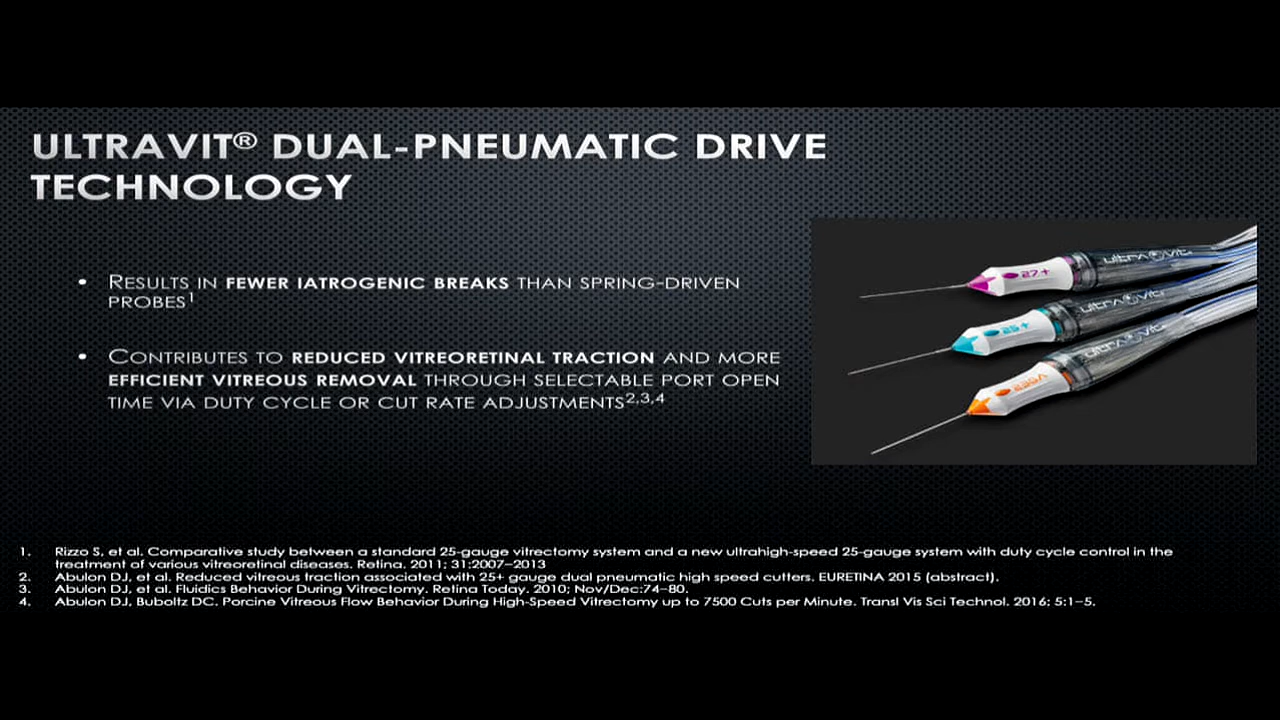 ULTRAVIT® DUAL-PNEUMATIC DRIVE
TECHNOLOGY
• RESULTS IN FEWER IATROGENIC BREAKS THAN SPRING-DRIVEN
PROBES1
• CONTRIBUTES TO REDUCED VITREORETINAL TRACTION AND MORE
EFFICIENT VITREOUS REMOVAL THROUGH SELECTABLE PORT OPEN
TIME VIA DUTY CYCLE OR CUT RATE ADJUSTMENTS2,3,4
27+ ULTRAVIT
25+ ULTRAVIT
23GA ULTRAVIT
1. Rizzo S, et al. Comparative study between a standard 25-gauge vitrectomy system and a new ultrahigh-speed 25-gauge system with duty cycle control in the
treatment of various vitreoretinal diseases. Retina. 2011; 31:2007–2013
2. Abulon DJ, et al. Reduced vitreous traction associated with 25+ gauge dual pneumatic high speed cutters. EURETINA 2015 (abstract).
3. Abulon DJ, et al. Fluidics Behavior During Vitrectomy. Retina Today. 2010; Nov/Dec:74–80.
4. Abulon DJ, Buboltz DC. Porcine Vitreous Flow Behavior During High-Speed Vitrectomy up to 7500 Cuts per Minute. Transl Vis Sci Technol. 2016; 5:1–5.